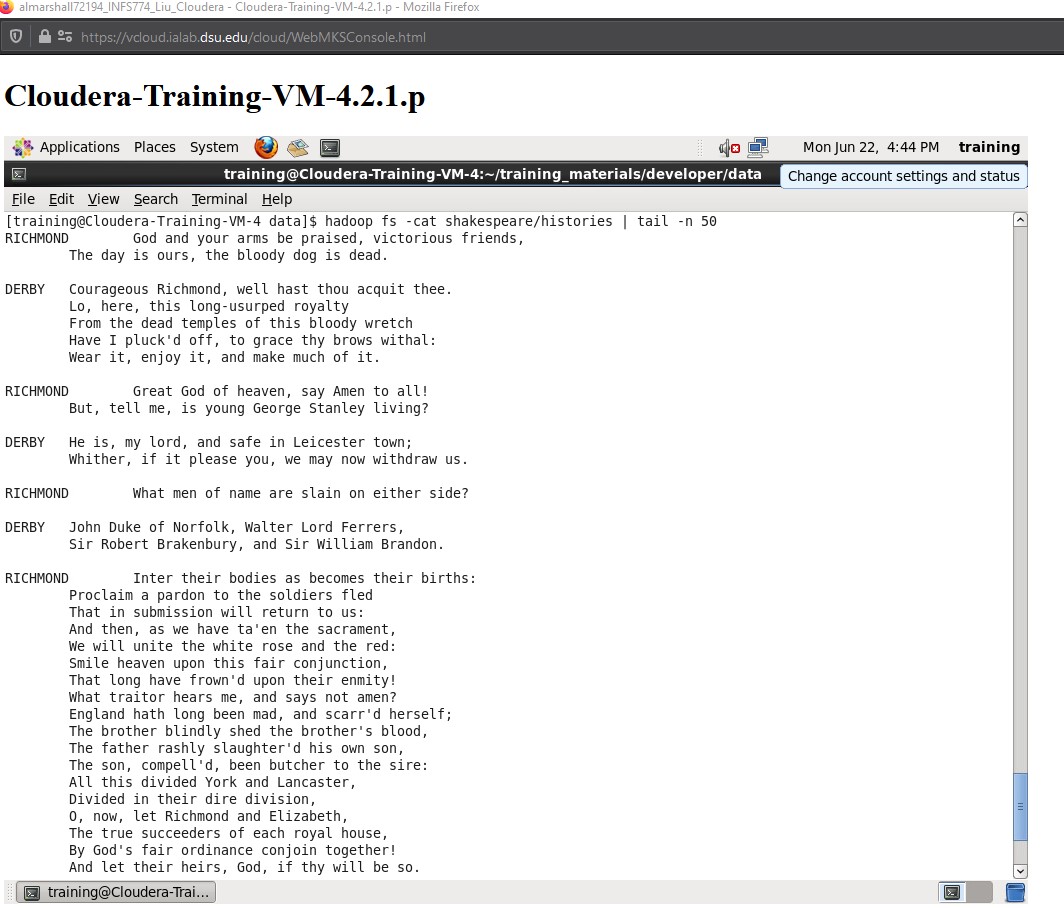 almarshall72194_INFS774_Liu_Cloudera - Cloudera-Training-VM-4.2.1.p - Mozilla Firefox
https://vcloud.ialab.dsu.edu/cloud/WebMKSConsole.html
Cloudera-Training-VM-4.2.1.p
Applications Places System Mon Jun 22, 4:44 PM training
training@Cloudera-Training-VM-4:~/training_materials/developer/data
Change account settings and status
File Edit View Search Terminal Help
[training@Cloudera-Training-VM-4 data]$ hadoop fs -cat shakespeare/histories | tail -n 50
RICHMOND God and your arms be praised, victorious friends,
The day is ours, the bloody dog is dead.
DERBY Courageous Richmond, well hast thou acquit thee.
Lo, here, this long-usurped royalty
From the dead temples of this bloody wretch
Have I pluck'd off, to grace thy brows withal:
Wear it, enjoy it, and make much of it.
RICHMOND Great God of heaven, say Amen to all!
But, tell me, is young George Stanley living?
DERBY He is, my lord, and safe in Leicester town;
Whither, if it please you, we may now withdraw us.
RICHMOND What men of name are slain on either side?
DERBY John Duke of Norfolk, Walter Lord Ferrers,
Sir Robert Brakenbury, and Sir William Brandon.
RICHMOND Inter their bodies as becomes their births:
Proclaim a pardon to the soldiers fled
That in submission will return to us:
And then, as we have ta'en the sacrament,
We will unite the white rose and the red:
Smile heaven upon this fair conjunction,
That long have frown'd upon their enmity!
What traitor hears me, and says not amen?
England hath long been mad, and scarr'd herself;
The brother blindly shed the brother's blood,
The father rashly slaughter'd his own son,
The son, compell'd, been butcher to the sire:
All this divided York and Lancaster,
Divided in their dire division,
O, now, let Richmond and Elizabeth,
The true succeeders of each royal house,
By God's fair ordinance conjoin together!
And let their heirs, God, if thy will be so.
training@Cloudera-Trai...